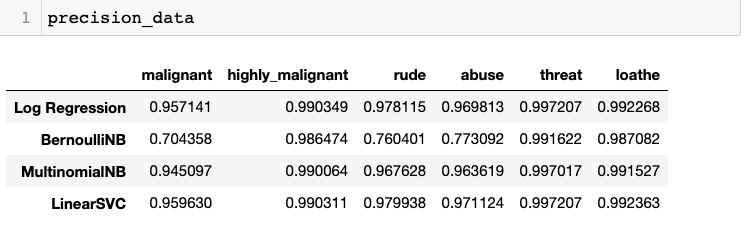 1 precision_data
malignant highly_malignant rude abuse threat loathe
Log Regression 0.957141 0.990349 0.978115 0.969813 0.997207 0.992268
BernoulliNB 0.704358 0.986474 0.760401 0.773092 0.991622 0.987082
MultinomialNB 0.945097 0.990064 0.967628 0.963619 0.997017 0.991527
LinearSVC 0.959630 0.990311 0.979938 0.971124 0.997207 0.992363